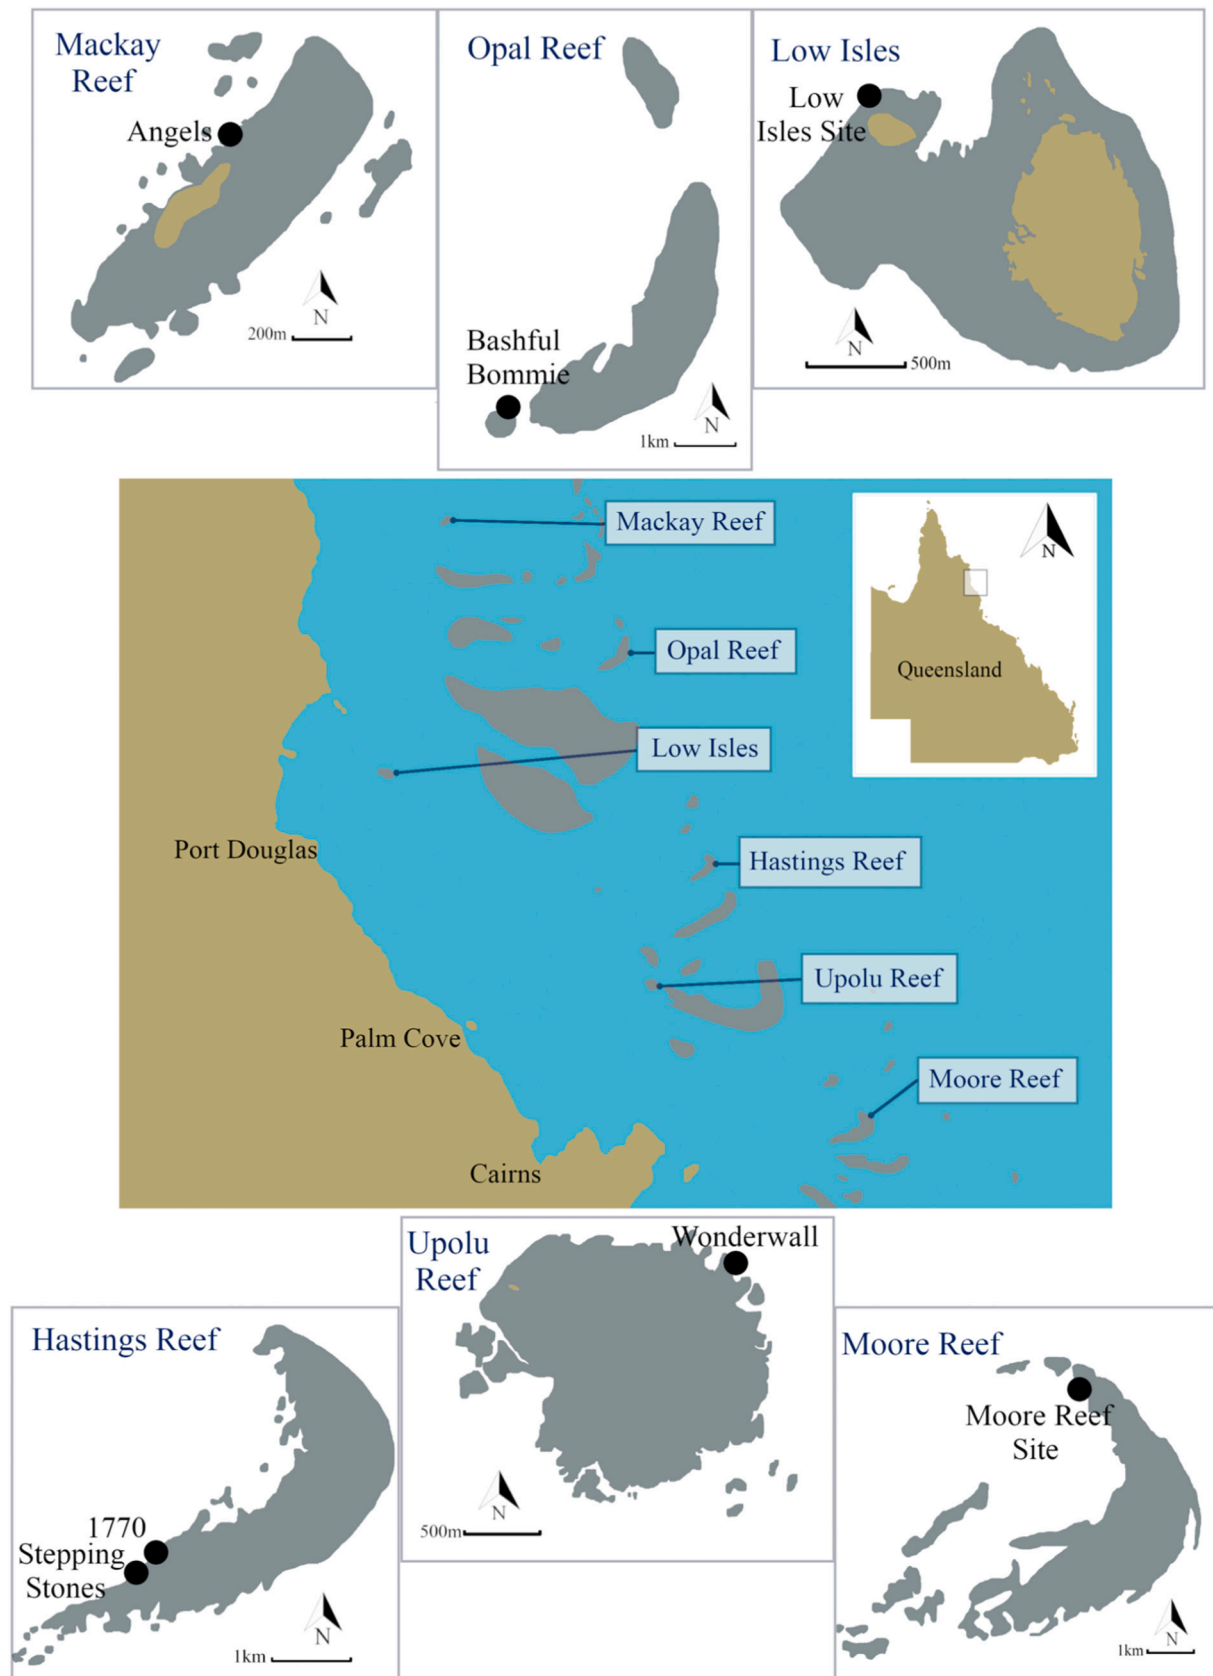 Mackay
Reef
Angels
N
200m
Opal Reef
Bashful
Bommie
N
1km
Low Isles
Low
Isles Site
N
500m
Mackay Reef
Opal Reef
Low Isles
Hastings Reef
Upolu Reef
Moore Reef
Port Douglas
Palm Cove
Cairns
N
Queensland
Hastings Reef
1770
Stepping
Stones
N
1km
Upolu
Reef
Wonderwall
N
500m
Moore Reef
Moore Reef
Site
N
1km